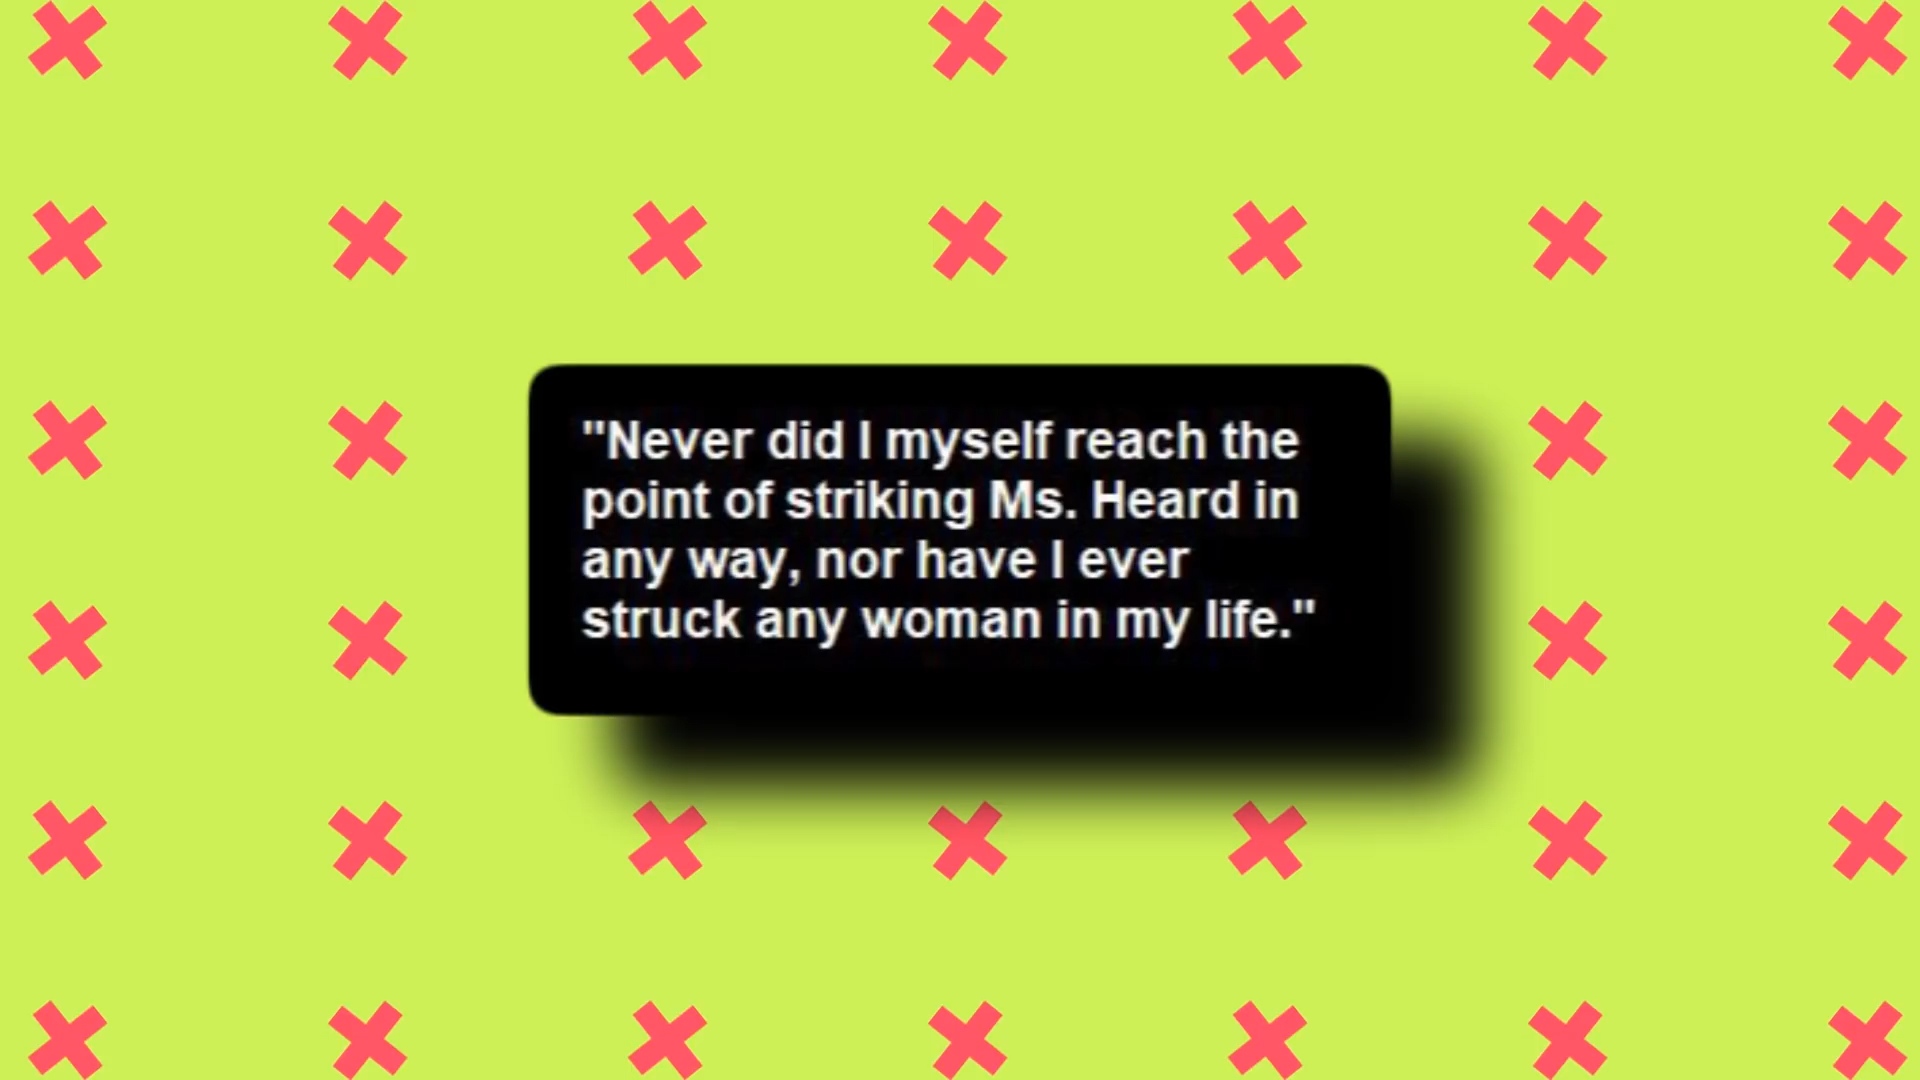 "Never did I myself reach the
point of striking Ms. Heard in
any way, nor have I ever
struck any woman in my life."